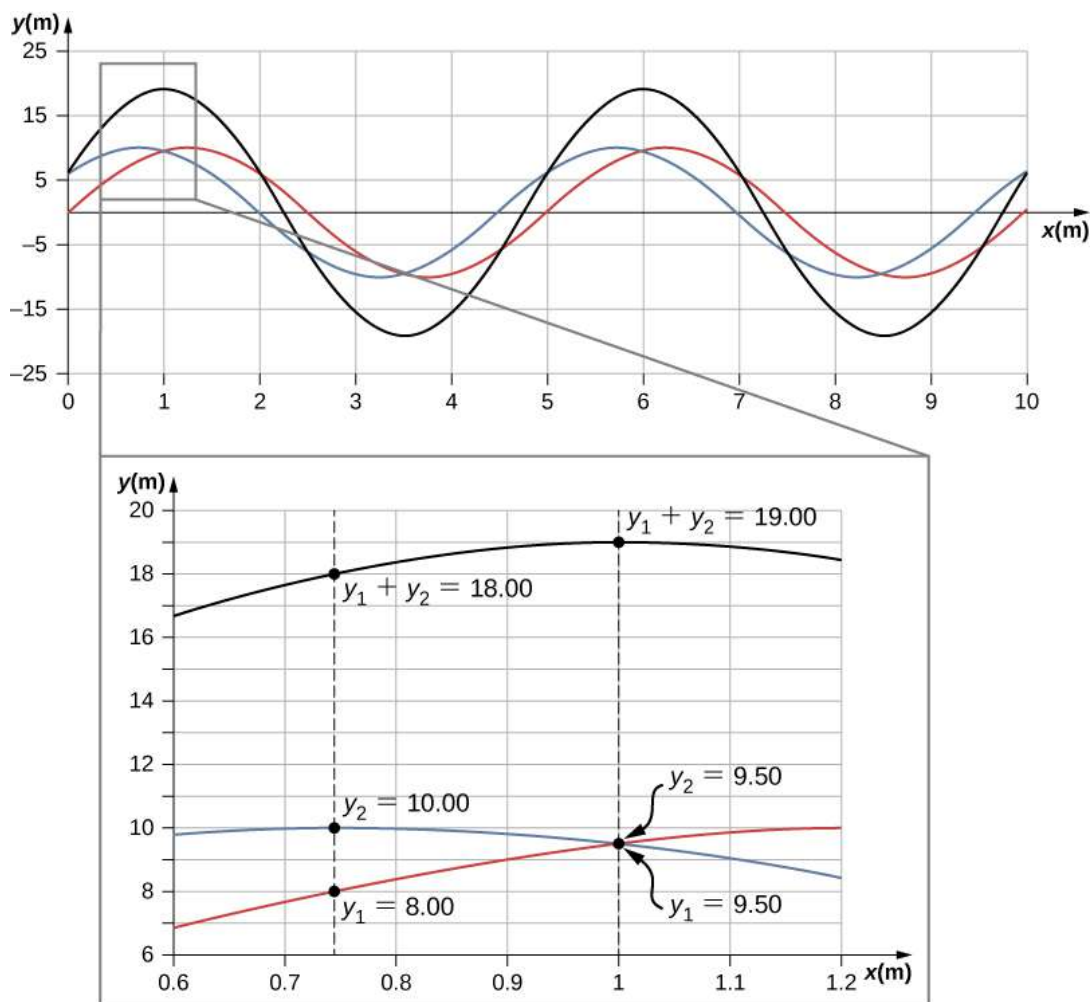 y(m)
25
15
5
–5
–15
–25
x(m)
0 1 2 3 4 5 6 7 8 9 10
y(m)
20
18
16
14
12
10
8
6
y₁ + y₂ = 19.00
y₁ + y₂ = 18.00
y₂ = 9.50
y₂ = 10.00
y₁ = 8.00
y₁ = 9.50
0.6 0.7 0.8 0.9 1 1.1 1.2 x(m)